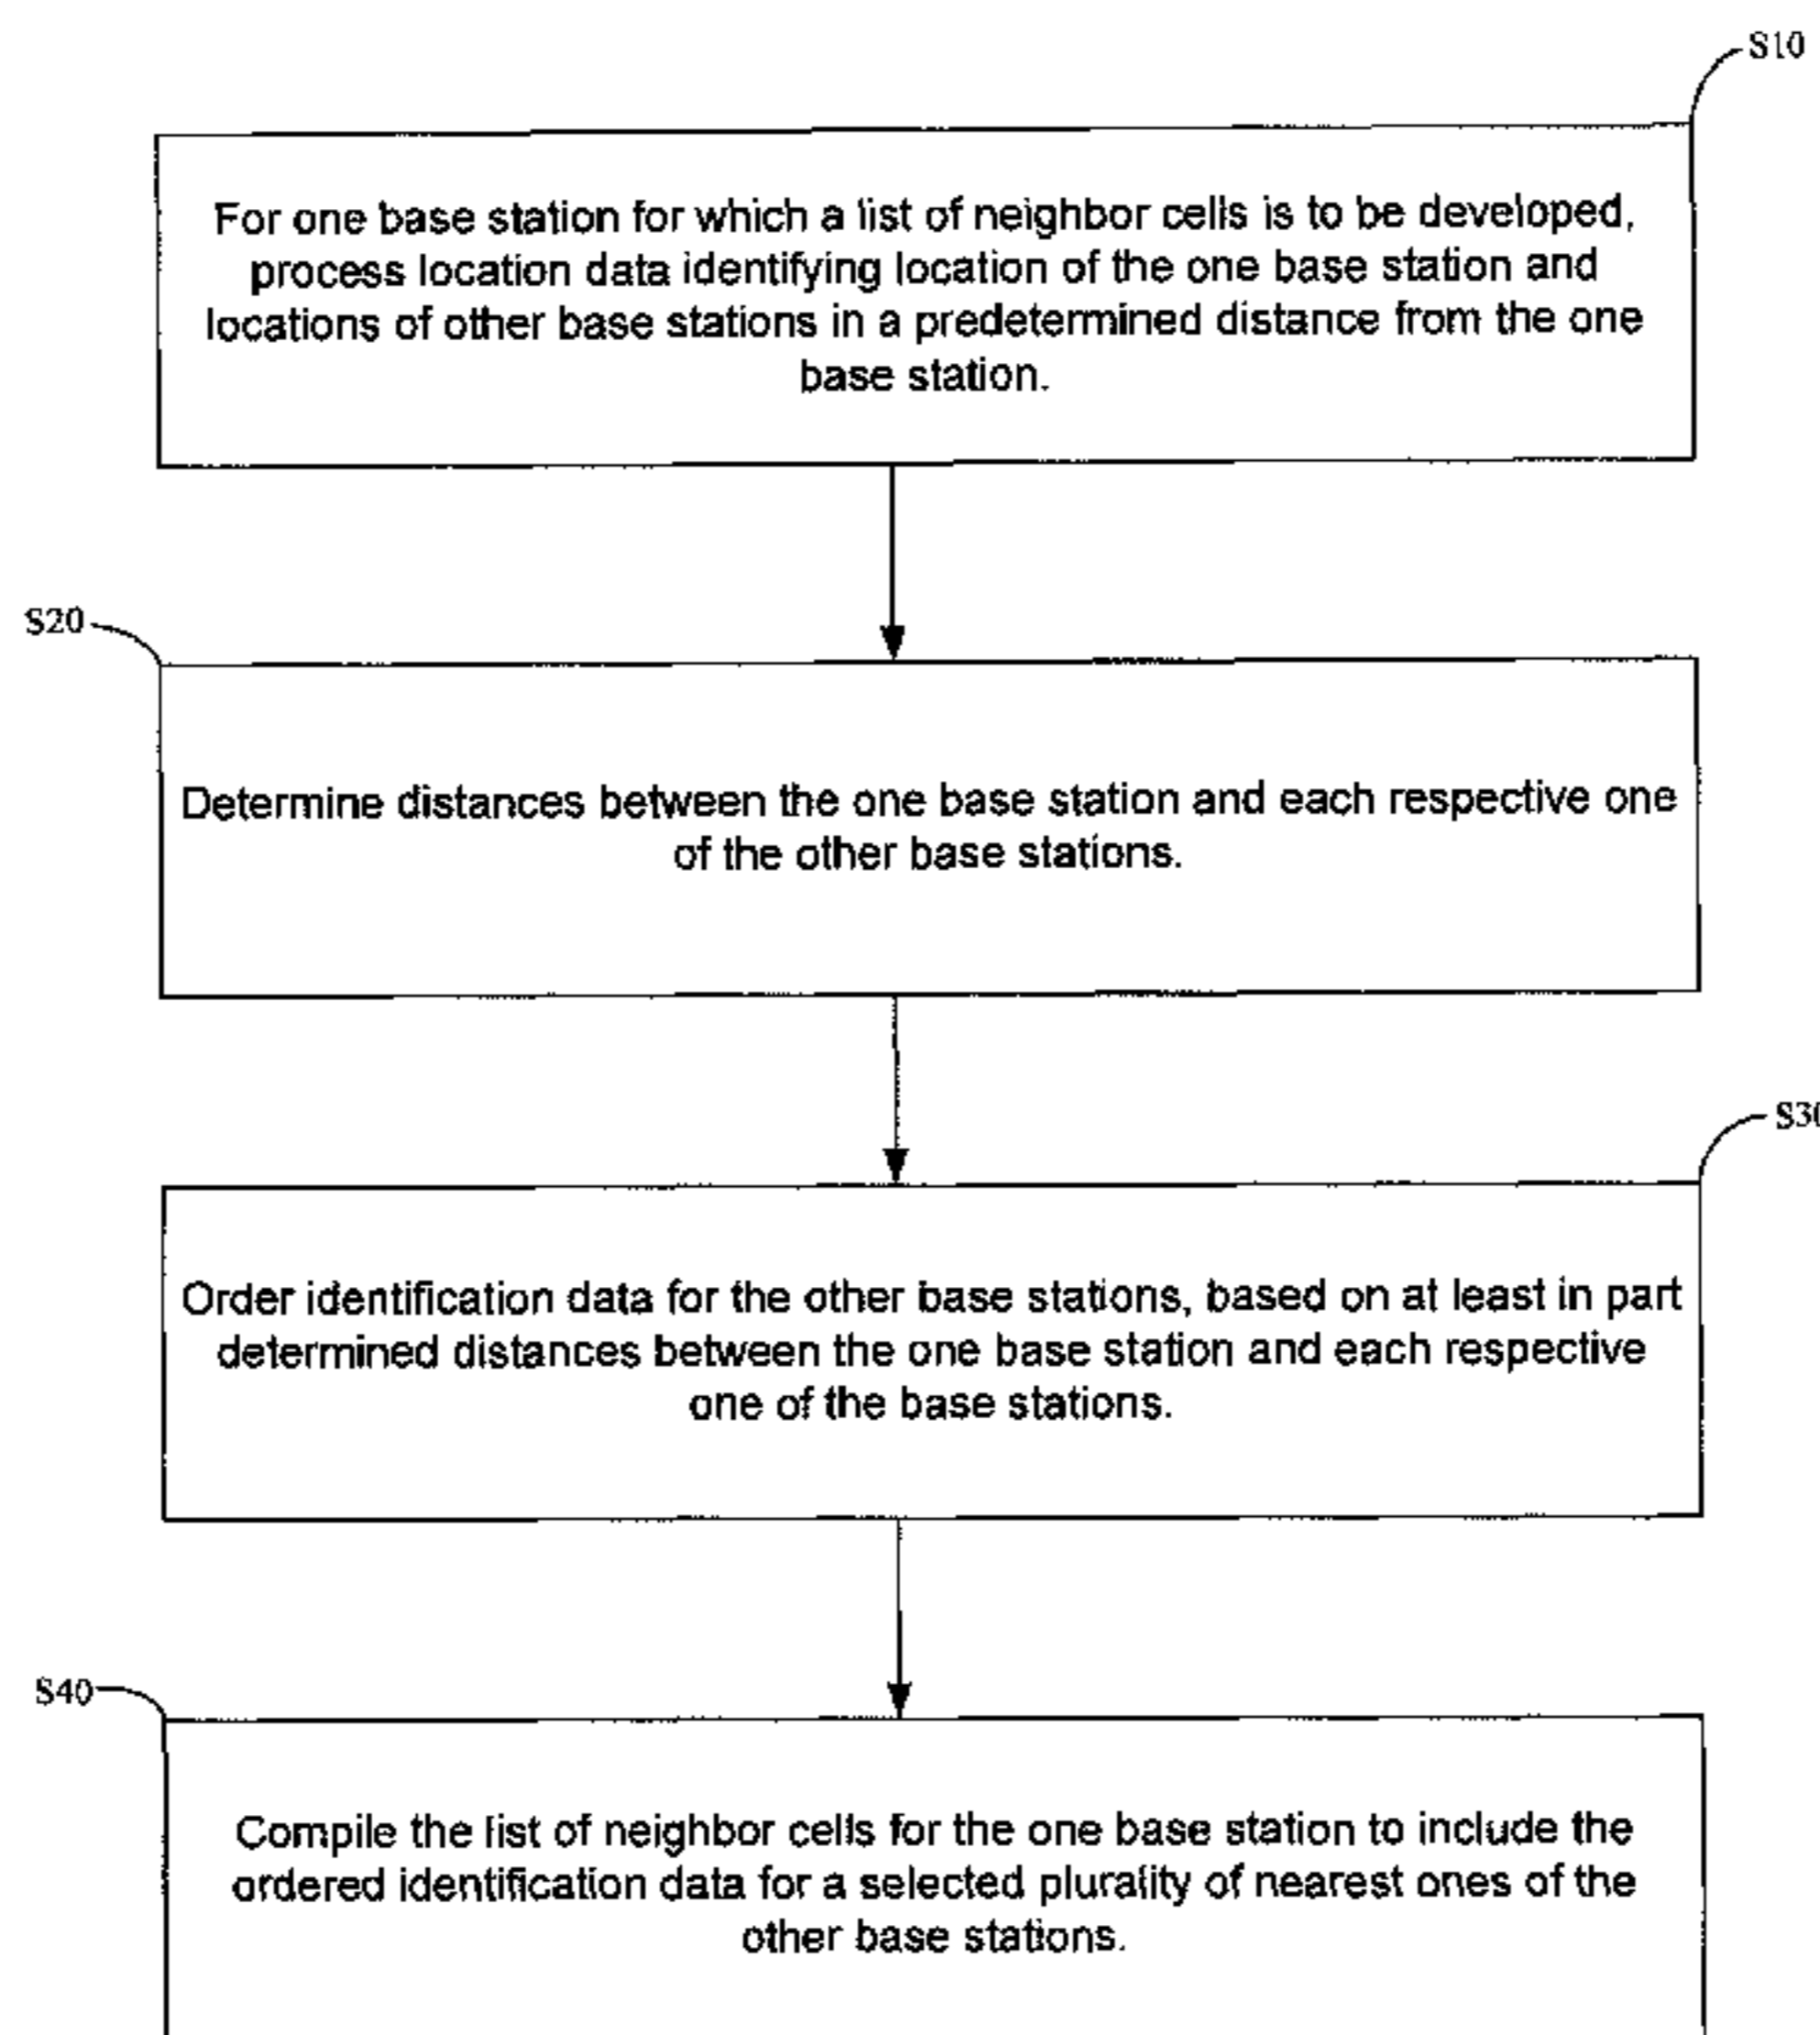 S10
For one base station for which a list of neighbor cells is to be developed,
process location data identifying location of the one base station and
locations of other base stations in a predetermined distance from the one
base station.
S20
Determine distances between the one base station and each respective one
of the other base stations.
S30
Order identification data for the other base stations, based on at least in part
determined distances between the one base station and each respective
one of the base stations.
S40
Compile the list of neighbor cells for the one base station to include the
ordered identification data for a selected plurality of nearest ones of the
other base stations.